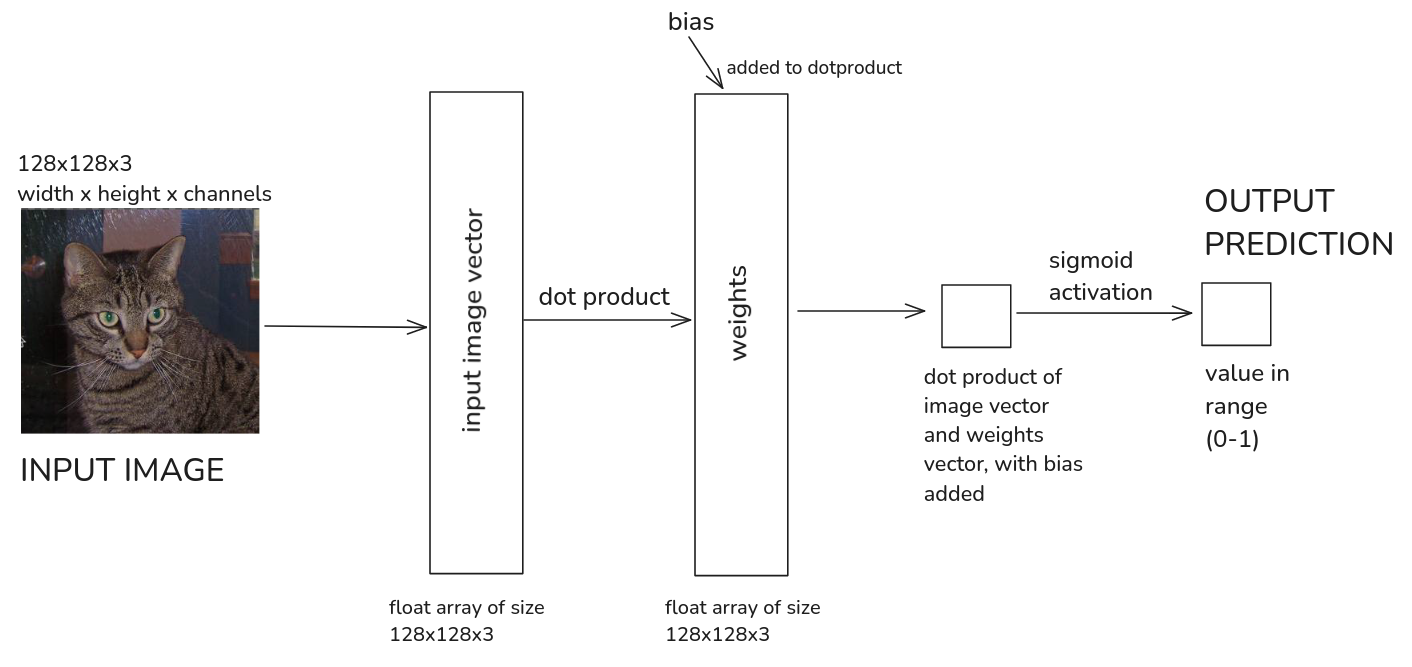 bias
added to dotproduct
128x128x3
width x height x channels
INPUT IMAGE
input image vector
float array of size
128x128x3
dot product
weights
float array of size
128x128x3
dot product of
image vector
and weights
vector, with bias
added
sigmoid
activation
OUTPUT
PREDICTION
value in
range
(0-1)